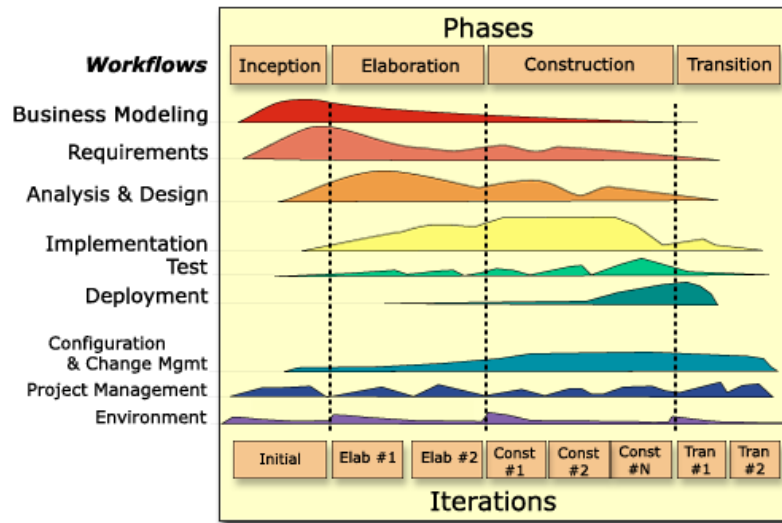 Phases
Workflows
Inception
Elaboration
Construction
Transition
Business Modeling
Requirements
Analysis & Design
Implementation
Test
Deployment
Configuration
& Change Mgmt
Project Management
Environment
Initial
Elab #1
Elab #2
Const
#1
Const
#2
Const
#N
Tran
#1
Tran
#2
Iterations